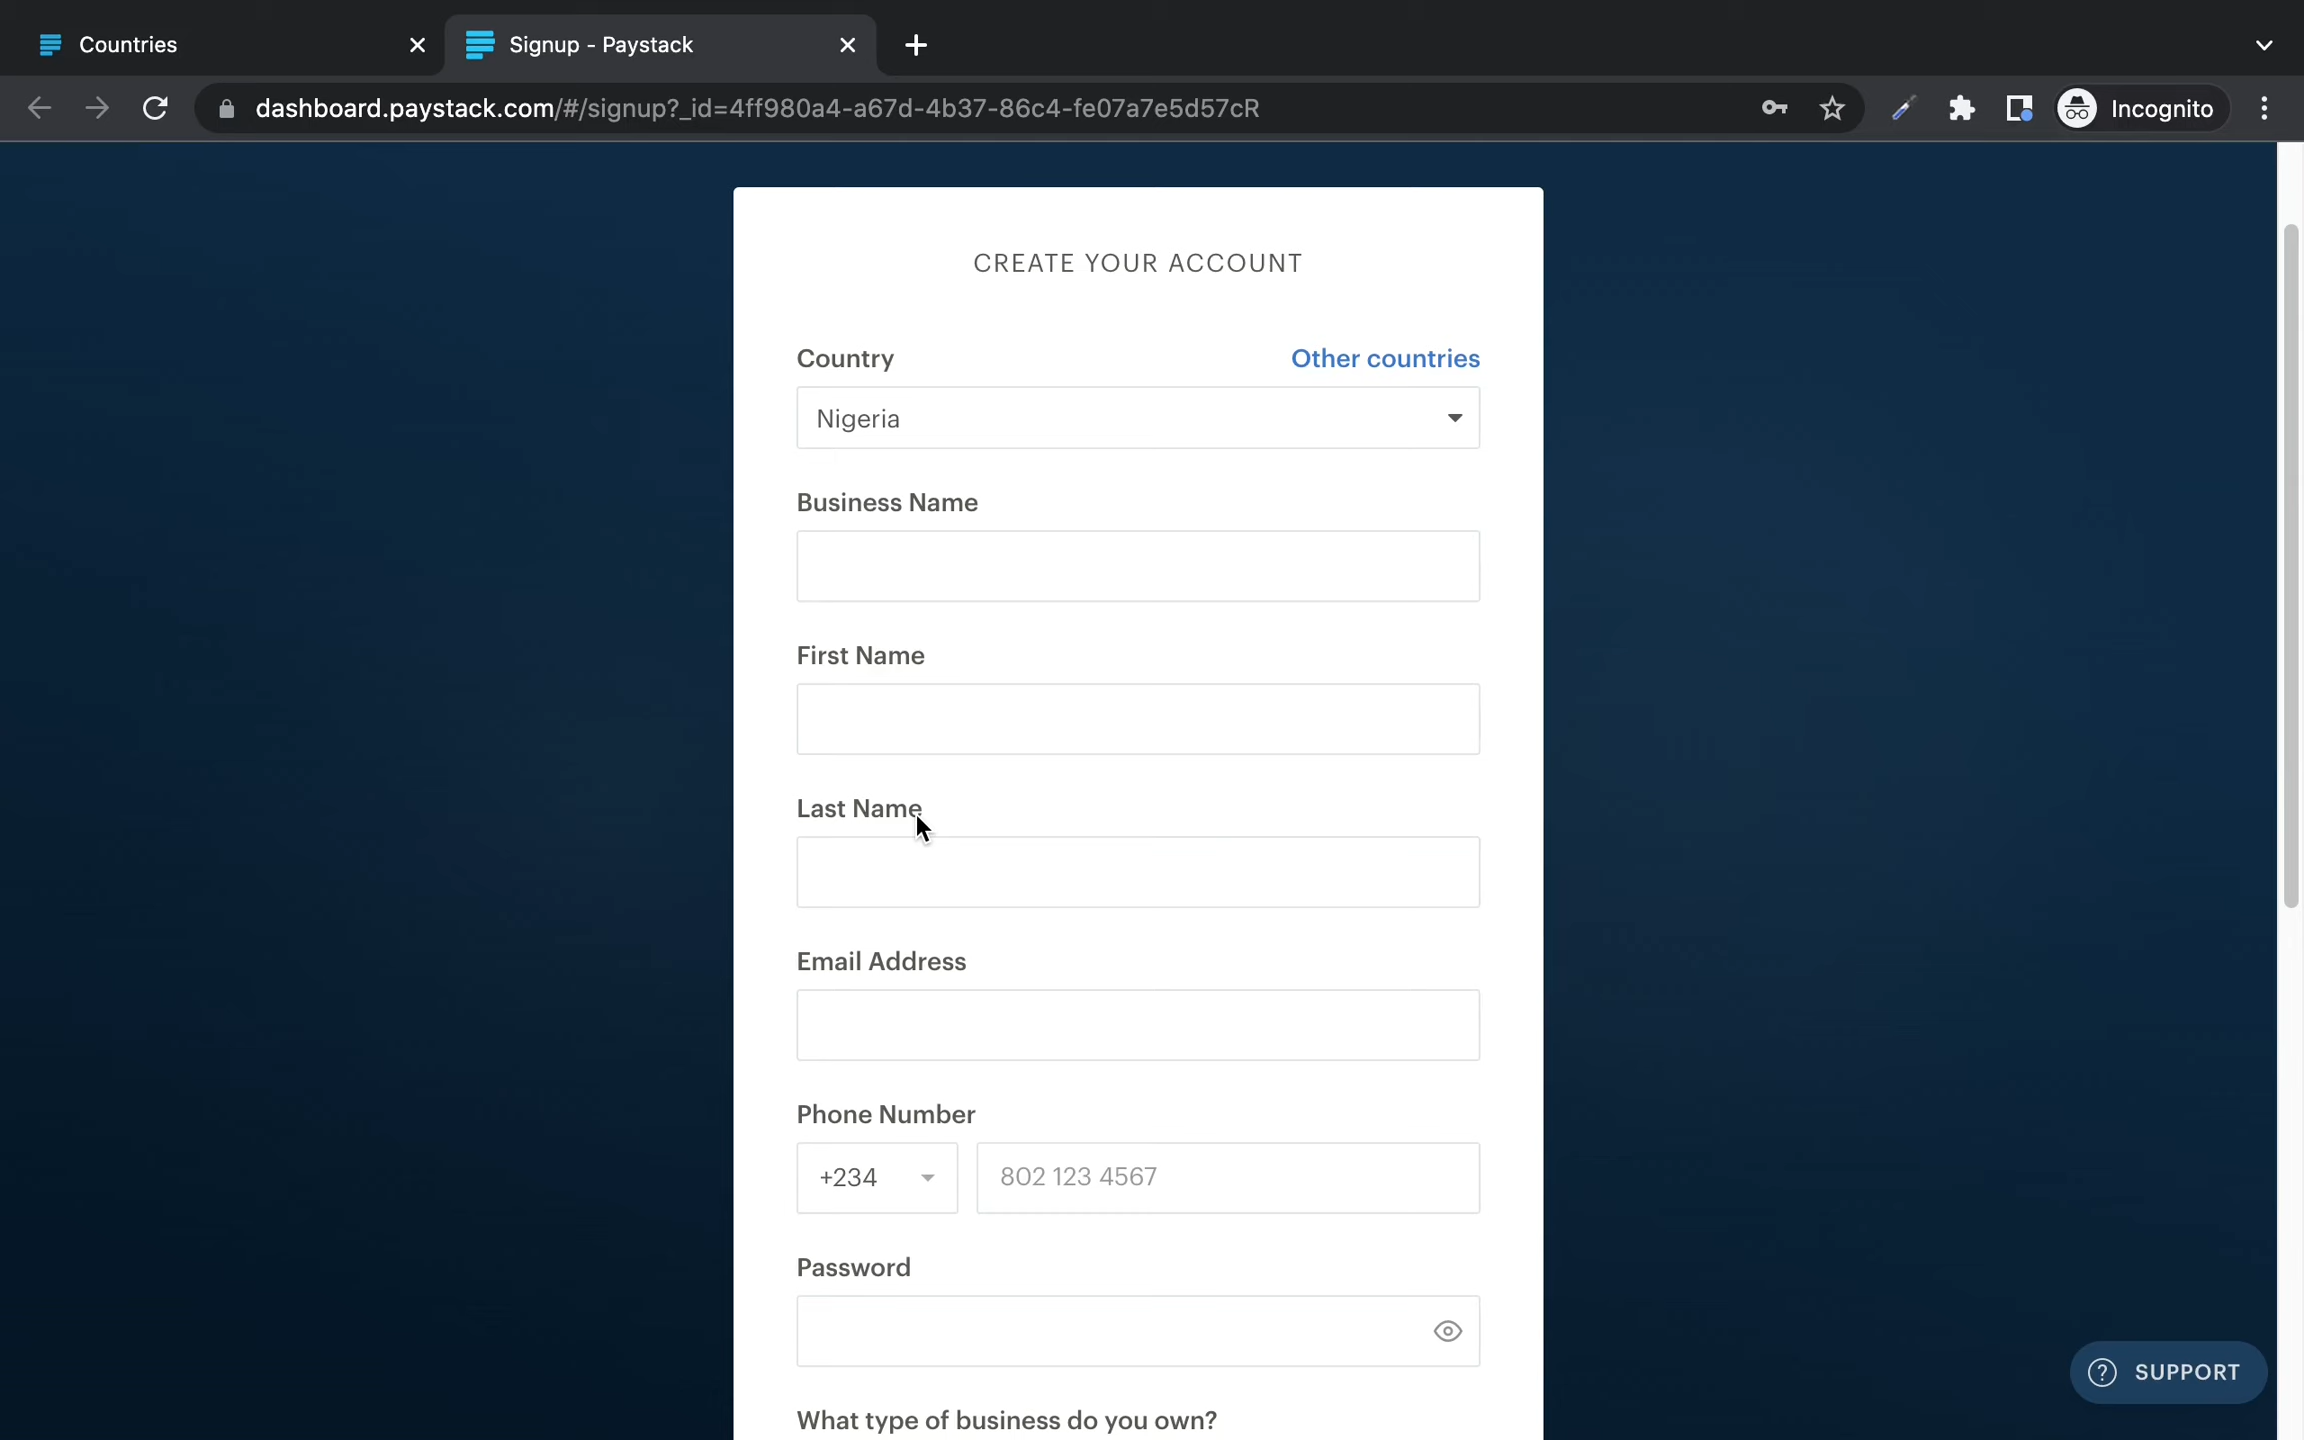 Countries
Signup - Paystack
dashboard.paystack.com/#/signup?_id=4ff980a4-a67d-4b37-86c4-fe07a7e5d57cR
Incognito
CREATE YOUR ACCOUNT
Country
Other countries
Nigeria
Business Name
First Name
Last Name
Email Address
Phone Number
+234
802 123 4567
Password
What type of business do you own?
? SUPPORT